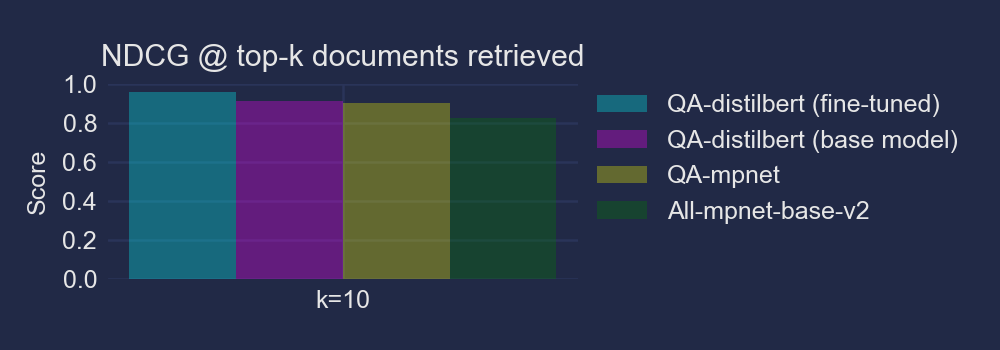 NDCG @ top-k documents retrieved
1.0
0.8
0.6
0.4
0.2
0.0
Score
k=10
QA-distilbert (fine-tuned)
QA-distilbert (base model)
QA-mpnet
All-mpnet-base-v2